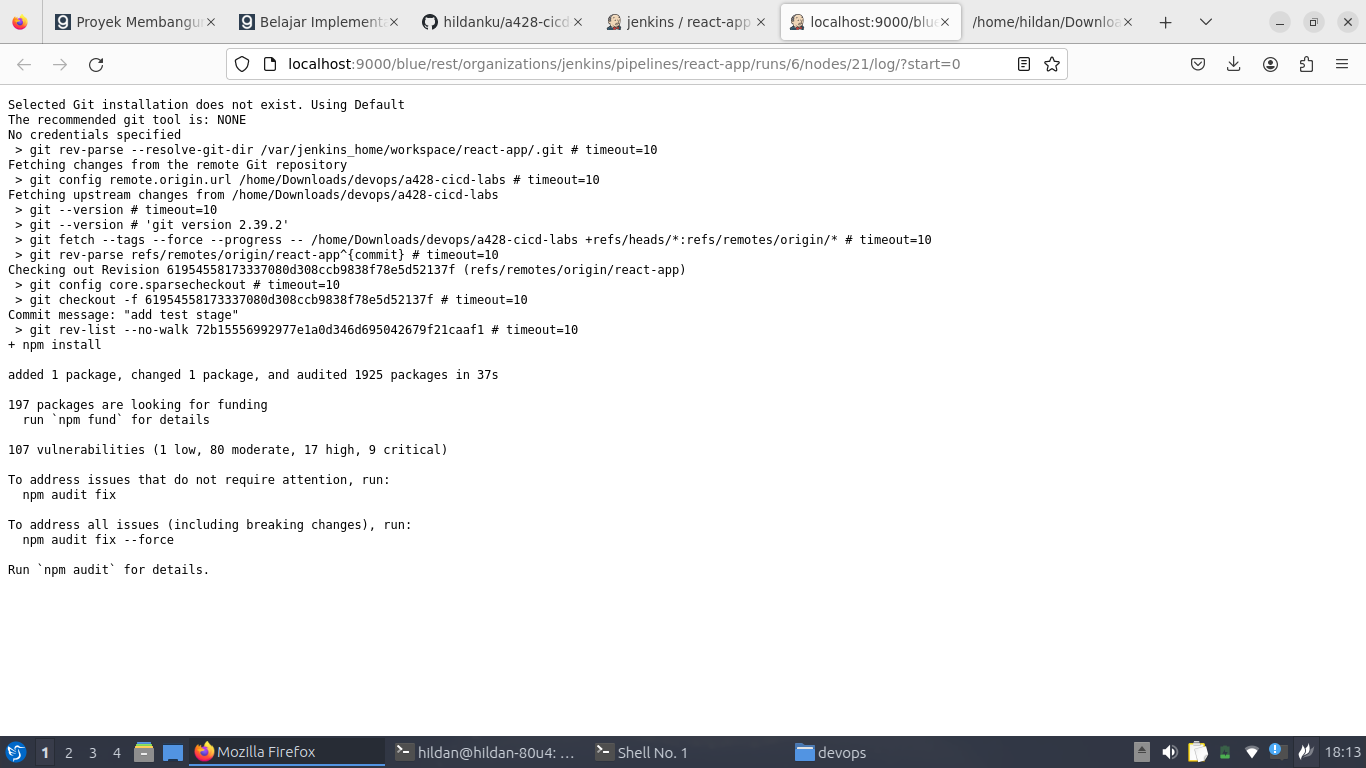 Proyek Membangu
Belajar Implement
hildanku/a428-cicd
jenkins / react-app
localhost:9000/blue
/home/hildan/Downloa
localhost:9000/blue/rest/organizations/jenkins/pipelines/react-app/runs/6/nodes/21/log/?start=0
Selected Git installation does not exist. Using Default
The recommended git tool is: NONE
No credentials specified
 > git rev-parse --resolve-git-dir /var/jenkins_home/workspace/react-app/.git # timeout=10
Fetching changes from the remote Git repository
 > git config remote.origin.url /home/Downloads/devops/a428-cicd-labs # timeout=10
Fetching upstream changes from /home/Downloads/devops/a428-cicd-labs
 > git --version # timeout=10
 > git --version # 'git version 2.39.2'
 > git fetch --tags --force --progress -- /home/Downloads/devops/a428-cicd-labs +refs/heads/*:refs/remotes/origin/* # timeout=10
 > git rev-parse refs/remotes/origin/react-app^{commit} # timeout=10
Checking out Revision 61954558173337080d308ccb9838f78e5d52137f (refs/remotes/origin/react-app)
 > git config core.sparsecheckout # timeout=10
 > git checkout -f 61954558173337080d308ccb9838f78e5d52137f # timeout=10
Commit message: "add test stage"
 > git rev-list --no-walk 72b15556992977e1a0d346d695042679f21caaf1 # timeout=10
+ npm install
added 1 package, changed 1 package, and audited 1925 packages in 37s
197 packages are looking for funding
  run `npm fund` for details
107 vulnerabilities (1 low, 80 moderate, 17 high, 9 critical)
To address issues that do not require attention, run:
  npm audit fix
To address all issues (including breaking changes), run:
  npm audit fix --force
Run `npm audit` for details.
1 2 3 4 Mozilla Firefox hildan@hildan-80u4: ... Shell No. 1 devops 18:13